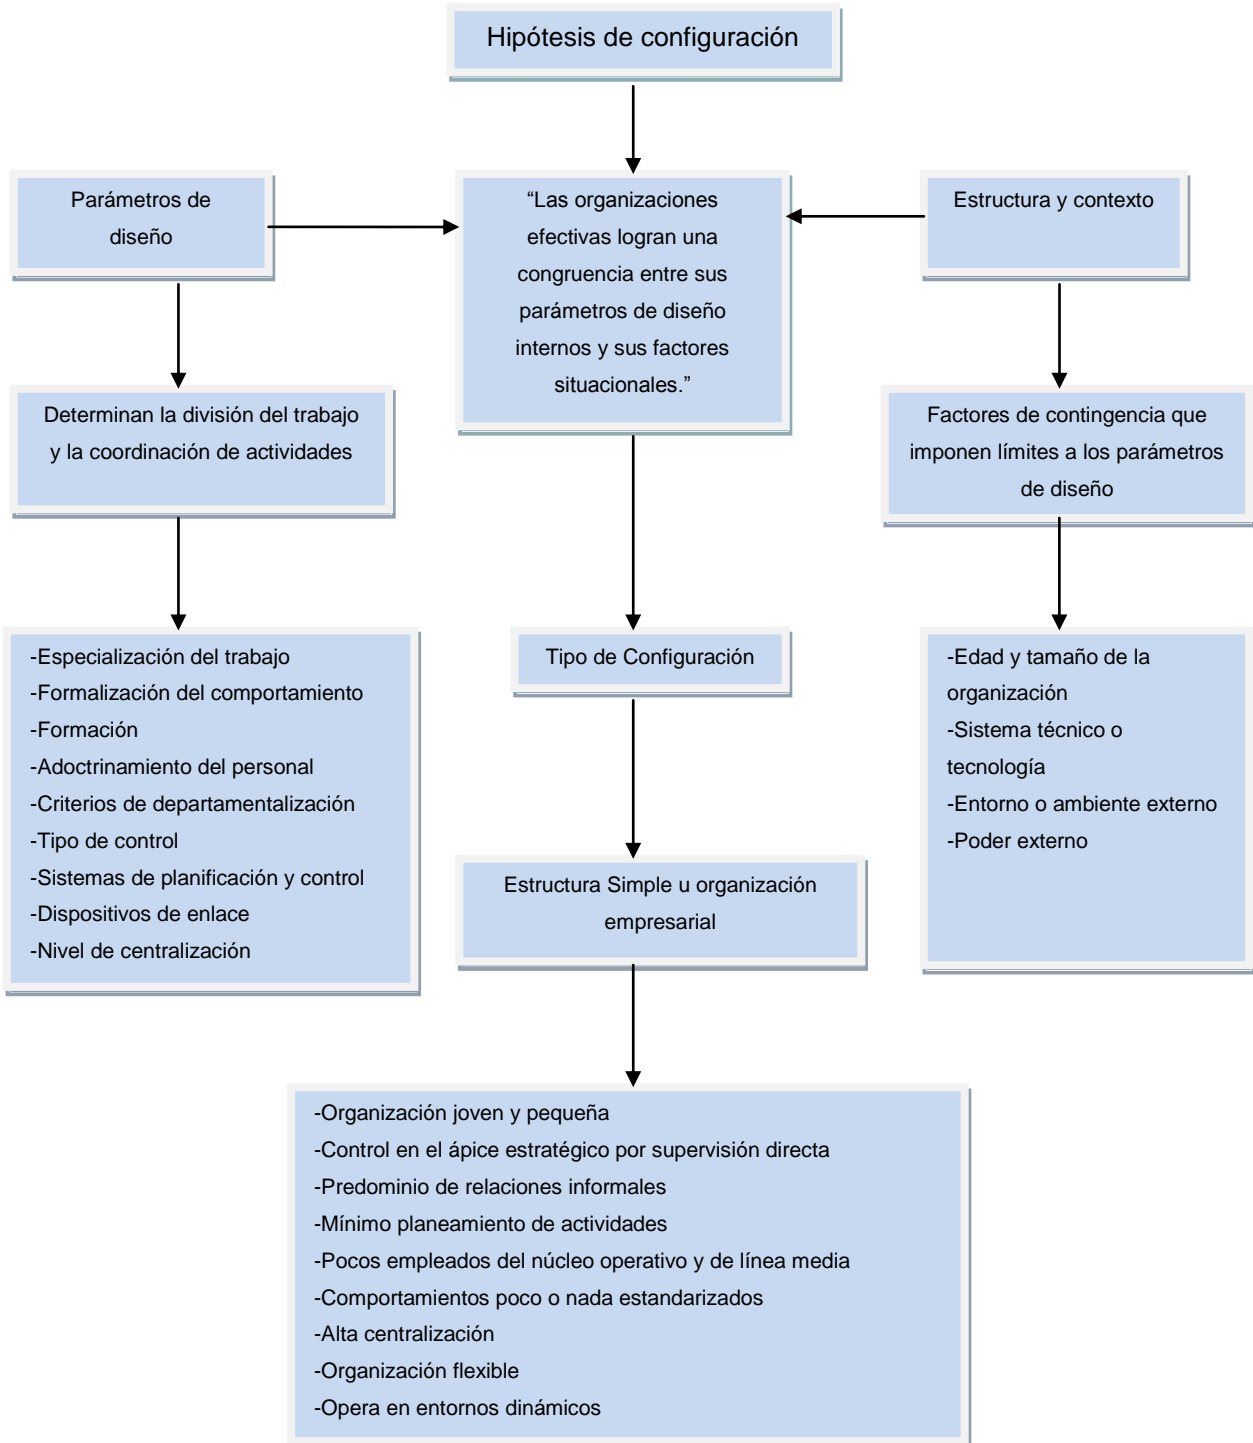 Hipótesis de configuración
Parámetros de
diseño
“Las organizaciones
efectivas logran una
congruencia entre sus
parámetros de diseño
internos y sus factores
situacionales.”
Estructura y contexto
Determinan la división del trabajo
y la coordinación de actividades
Factores de contingencia que
imponen límites a los parámetros
de diseño
-Especialización del trabajo
-Formalización del comportamiento
-Formación
-Adoctrinamiento del personal
-Criterios de departamentalización
-Tipo de control
-Sistemas de planificación y control
-Dispositivos de enlace
-Nivel de centralización
Tipo de Configuración
-Edad y tamaño de la
organización
-Sistema técnico o
tecnología
-Entorno o ambiente externo
-Poder externo
Estructura Simple u organización
empresarial
-Organización joven y pequeña
-Control en el ápice estratégico por supervisión directa
-Predominio de relaciones informales
-Mínimo planeamiento de actividades
-Pocos empleados del núcleo operativo y de línea media
-Comportamientos poco o nada estandarizados
-Alta centralización
-Organización flexible
-Opera en entornos dinámicos